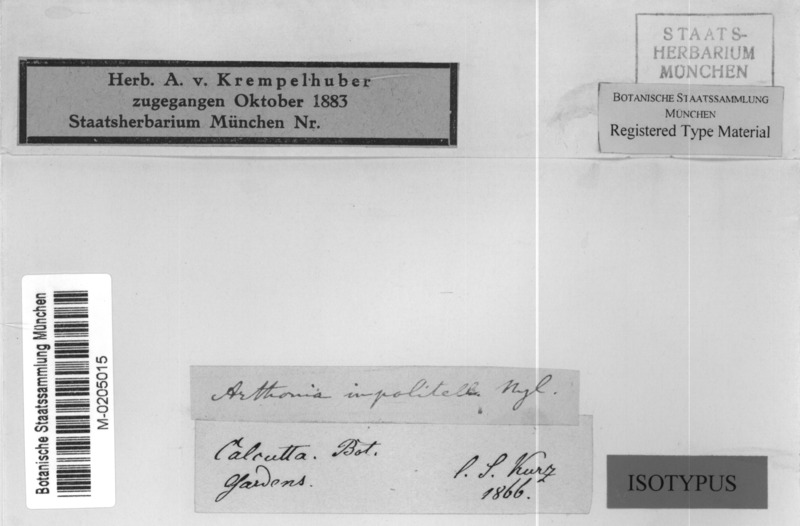 STAATS-
HERBARIUM
MÜNCHEN
Herb. A. v. Krempelhuber
zugegangen Oktober 1883
Staatsherbarium München Nr.
BOTANISCHE STAATSSAMMLUNG
MÜNCHEN
Registered Type Material
Botanische Staatssammlung München
M-0205015
Arthonia impolitella Nyl.
Calcutta. Bot.
Gardens.
l. S. Kurz
1866.
ISOTYPUS